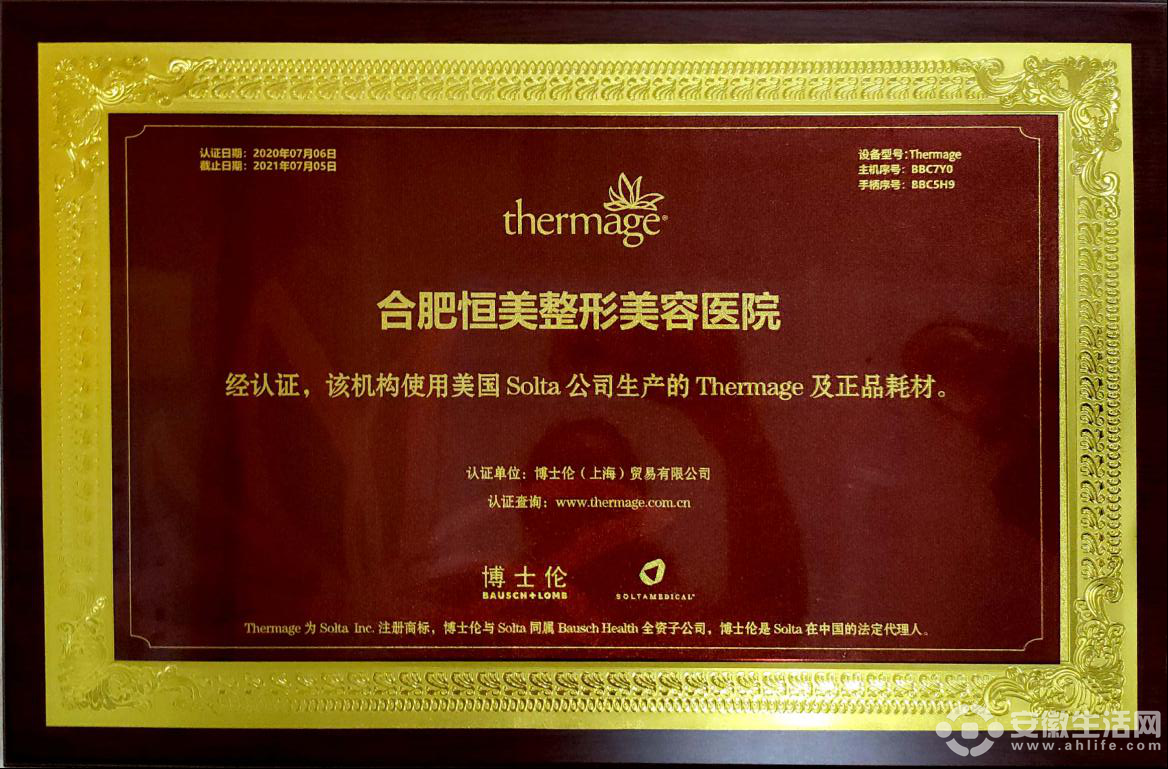 认证日期：2020年07月06日
截止日期：2021年07月05日
设备型号:Thermage
主机序号：BBC7Y0
手柄序号：BBC5H9
thermage®
合肥恒美整形美容医院
经认证，该机构使用美国 Solta 公司生产的 Thermage 及正品耗材。
认证单位：博士伦（上海）贸易有限公司
认证查询：www.thermage.com.cn
博士伦
BAUSCH+LOMB
SOLTAMEDICAL
Thermage 为 Solta Inc. 注册商标，博士伦与 Solta 同属 Bausch Health 全资子公司，博士伦是 Solta 在中国的法定代理人。
安徽生活网
www.ahlife.com